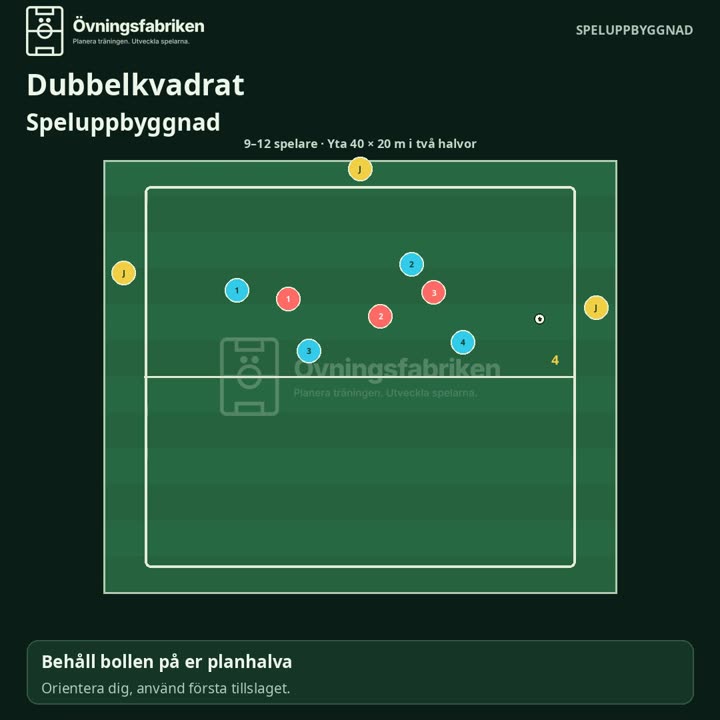 Övningsfabriken
Planera träningen. Utveckla spelarna.
SPELUPPBYGGNAD
Dubbelkvadrat
Speluppbyggnad
9–12 spelare · Yta 40 × 20 m i två halvor
J
J
2
1
3
1
J
2
4
3
4
Övningsfabriken
Planera träningen. Utveckla spelarna.
Behåll bollen på er planhalva
Orientera dig, använd första tillslaget.